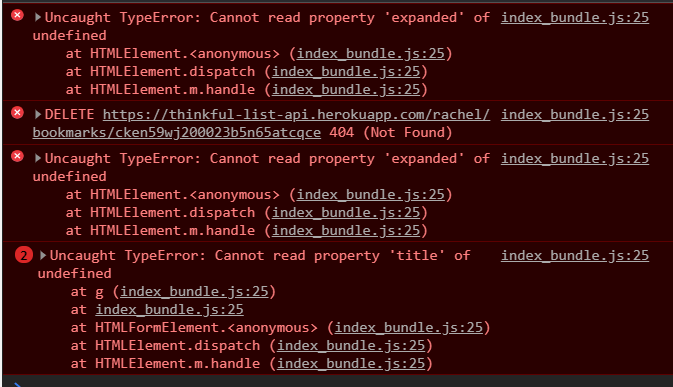 Uncaught TypeError: Cannot read property 'expanded' of index_bundle.js:25
undefined
at HTMLElement.<anonymous> (index_bundle.js:25)
at HTMLElement.dispatch (index_bundle.js:25)
at HTMLElement.m.handle (index_bundle.js:25)
DELETE https://thinkful-list-api.herokuapp.com/rachel/ index_bundle.js:25
bookmarks/cken59wj200023b5n65atcqce 404 (Not Found)
Uncaught TypeError: Cannot read property 'expanded' of index_bundle.js:25
undefined
at HTMLElement.<anonymous> (index_bundle.js:25)
at HTMLElement.dispatch (index_bundle.js:25)
at HTMLElement.m.handle (index_bundle.js:25)
2 Uncaught TypeError: Cannot read property 'title' of index_bundle.js:25
undefined
at g (index_bundle.js:25)
at index_bundle.js:25
at HTMLFormElement.<anonymous> (index_bundle.js:25)
at HTMLElement.dispatch (index_bundle.js:25)
at HTMLElement.m.handle (index_bundle.js:25)